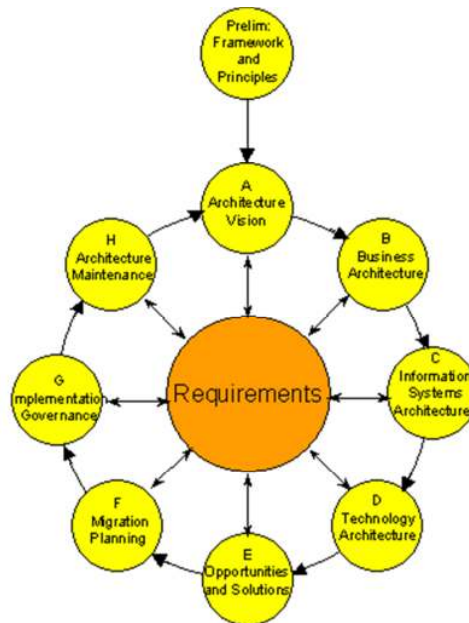 Prelim:
Framework
and
Principles
A
Architecture
Vision
B
Business
Architecture
C
Information
Systems
Architecture
D
Technology
Architecture
E
Opportunities
and Solutions
F
Migration
Planning
G
mplementation
Governance
H
Architecture
Maintenance
Requirements